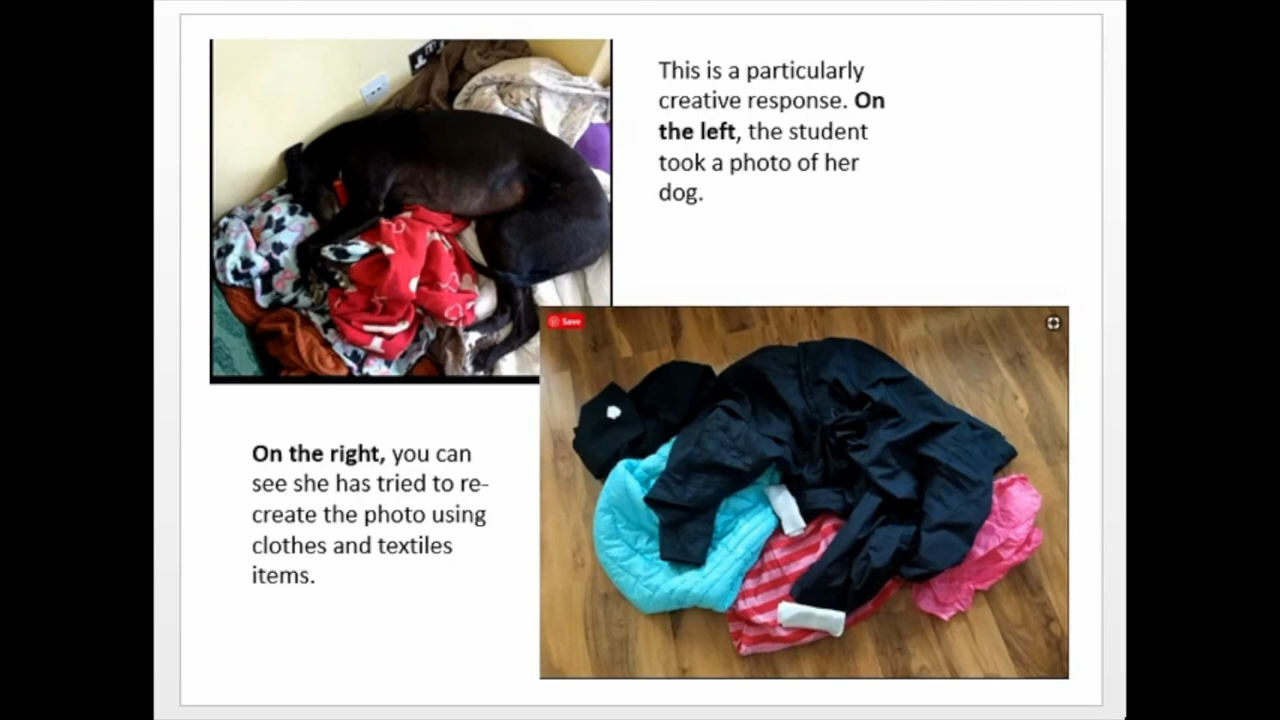 This is a particularly
creative response. On
the left, the student
took a photo of her
dog.
Save
On the right, you can
see she has tried to re-
create the photo using
clothes and textiles
items.